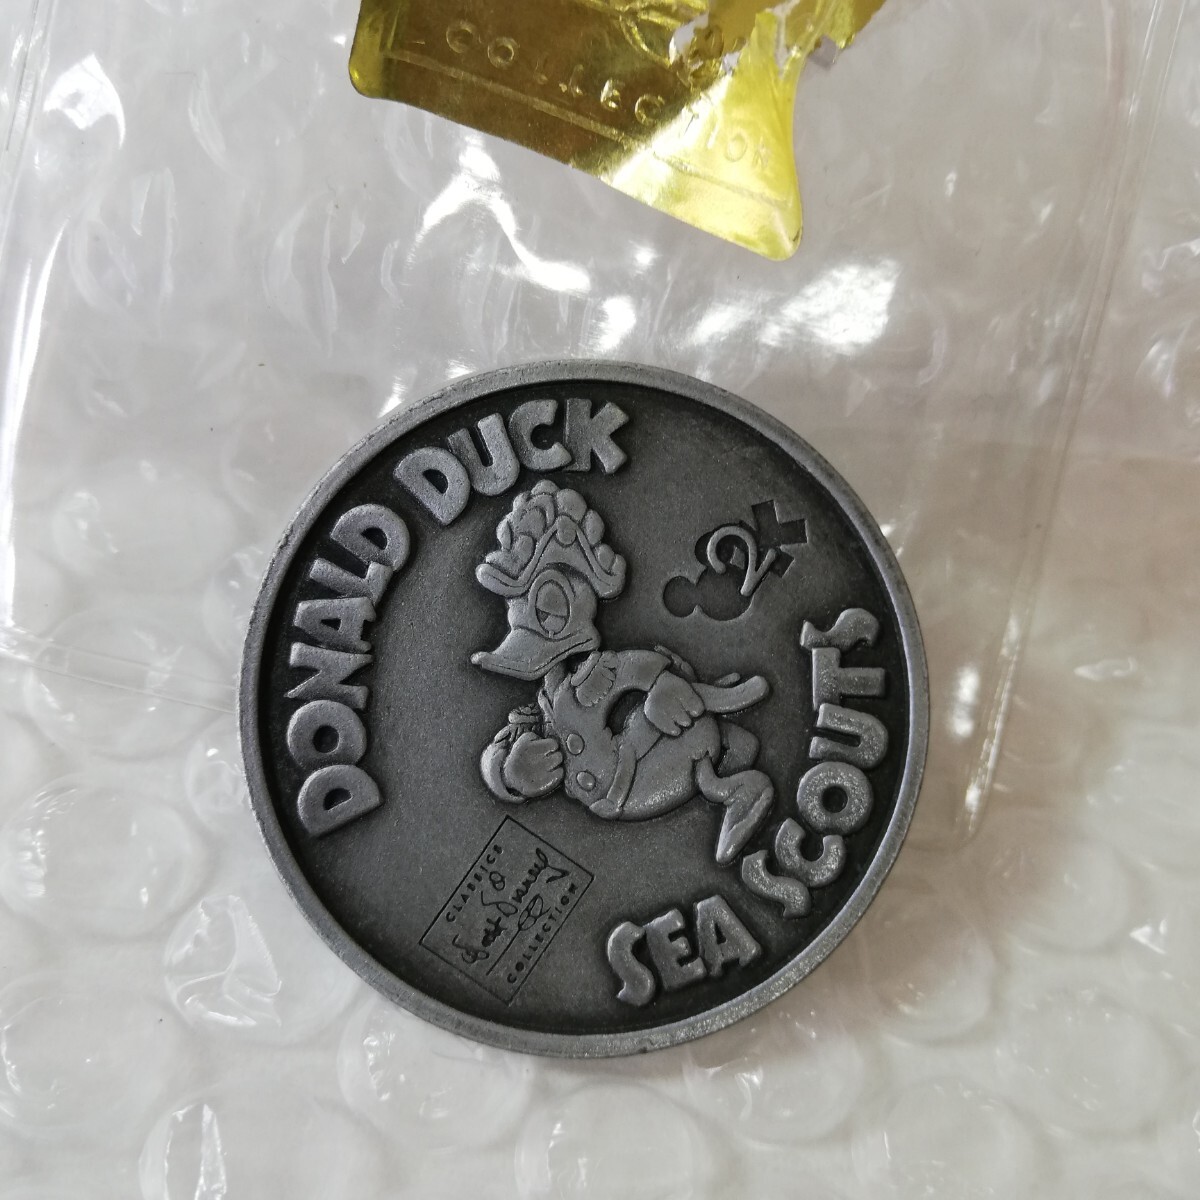 COLLECTION
DONALD DUCK
2K
SEA SCOUTS
CLASSICS
Walt Disney
COLLECTION